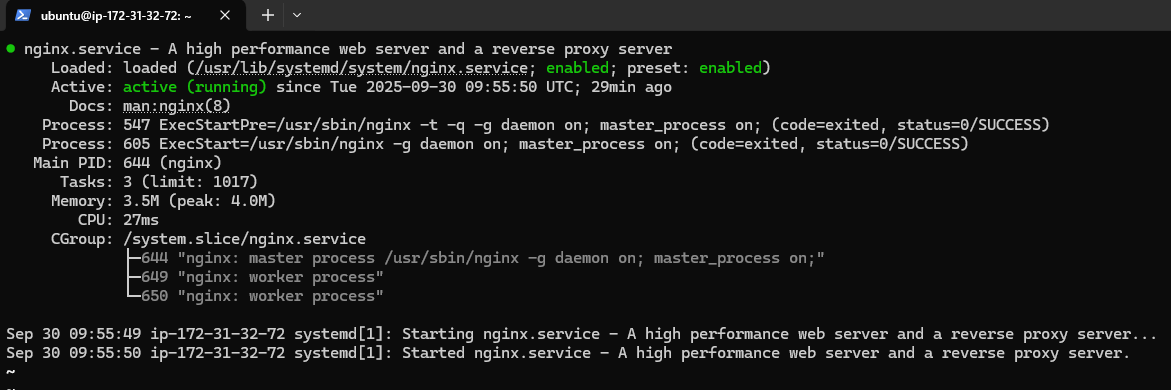 ubuntu@ip-172-31-32-72: ~
● nginx.service - A high performance web server and a reverse proxy server
Loaded: loaded (/usr/lib/systemd/system/nginx.service; enabled; preset: enabled)
Active: active (running) since Tue 2025-09-30 09:55:50 UTC; 29min ago
Docs: man:nginx(8)
Process: 547 ExecStartPre=/usr/sbin/nginx -t -q -g daemon on; master_process on; (code=exited, status=0/SUCCESS)
Process: 605 ExecStart=/usr/sbin/nginx -g daemon on; master_process on; (code=exited, status=0/SUCCESS)
Main PID: 644 (nginx)
Tasks: 3 (limit: 1017)
Memory: 3.5M (peak: 4.0M)
CPU: 27ms
CGroup: /system.slice/nginx.service
├─644 "nginx: master process /usr/sbin/nginx -g daemon on; master_process on;"
├─649 "nginx: worker process"
└─650 "nginx: worker process"
Sep 30 09:55:49 ip-172-31-32-72 systemd[1]: Starting nginx.service - A high performance web server and a reverse proxy server...
Sep 30 09:55:50 ip-172-31-32-72 systemd[1]: Started nginx.service - A high performance web server and a reverse proxy server.
~